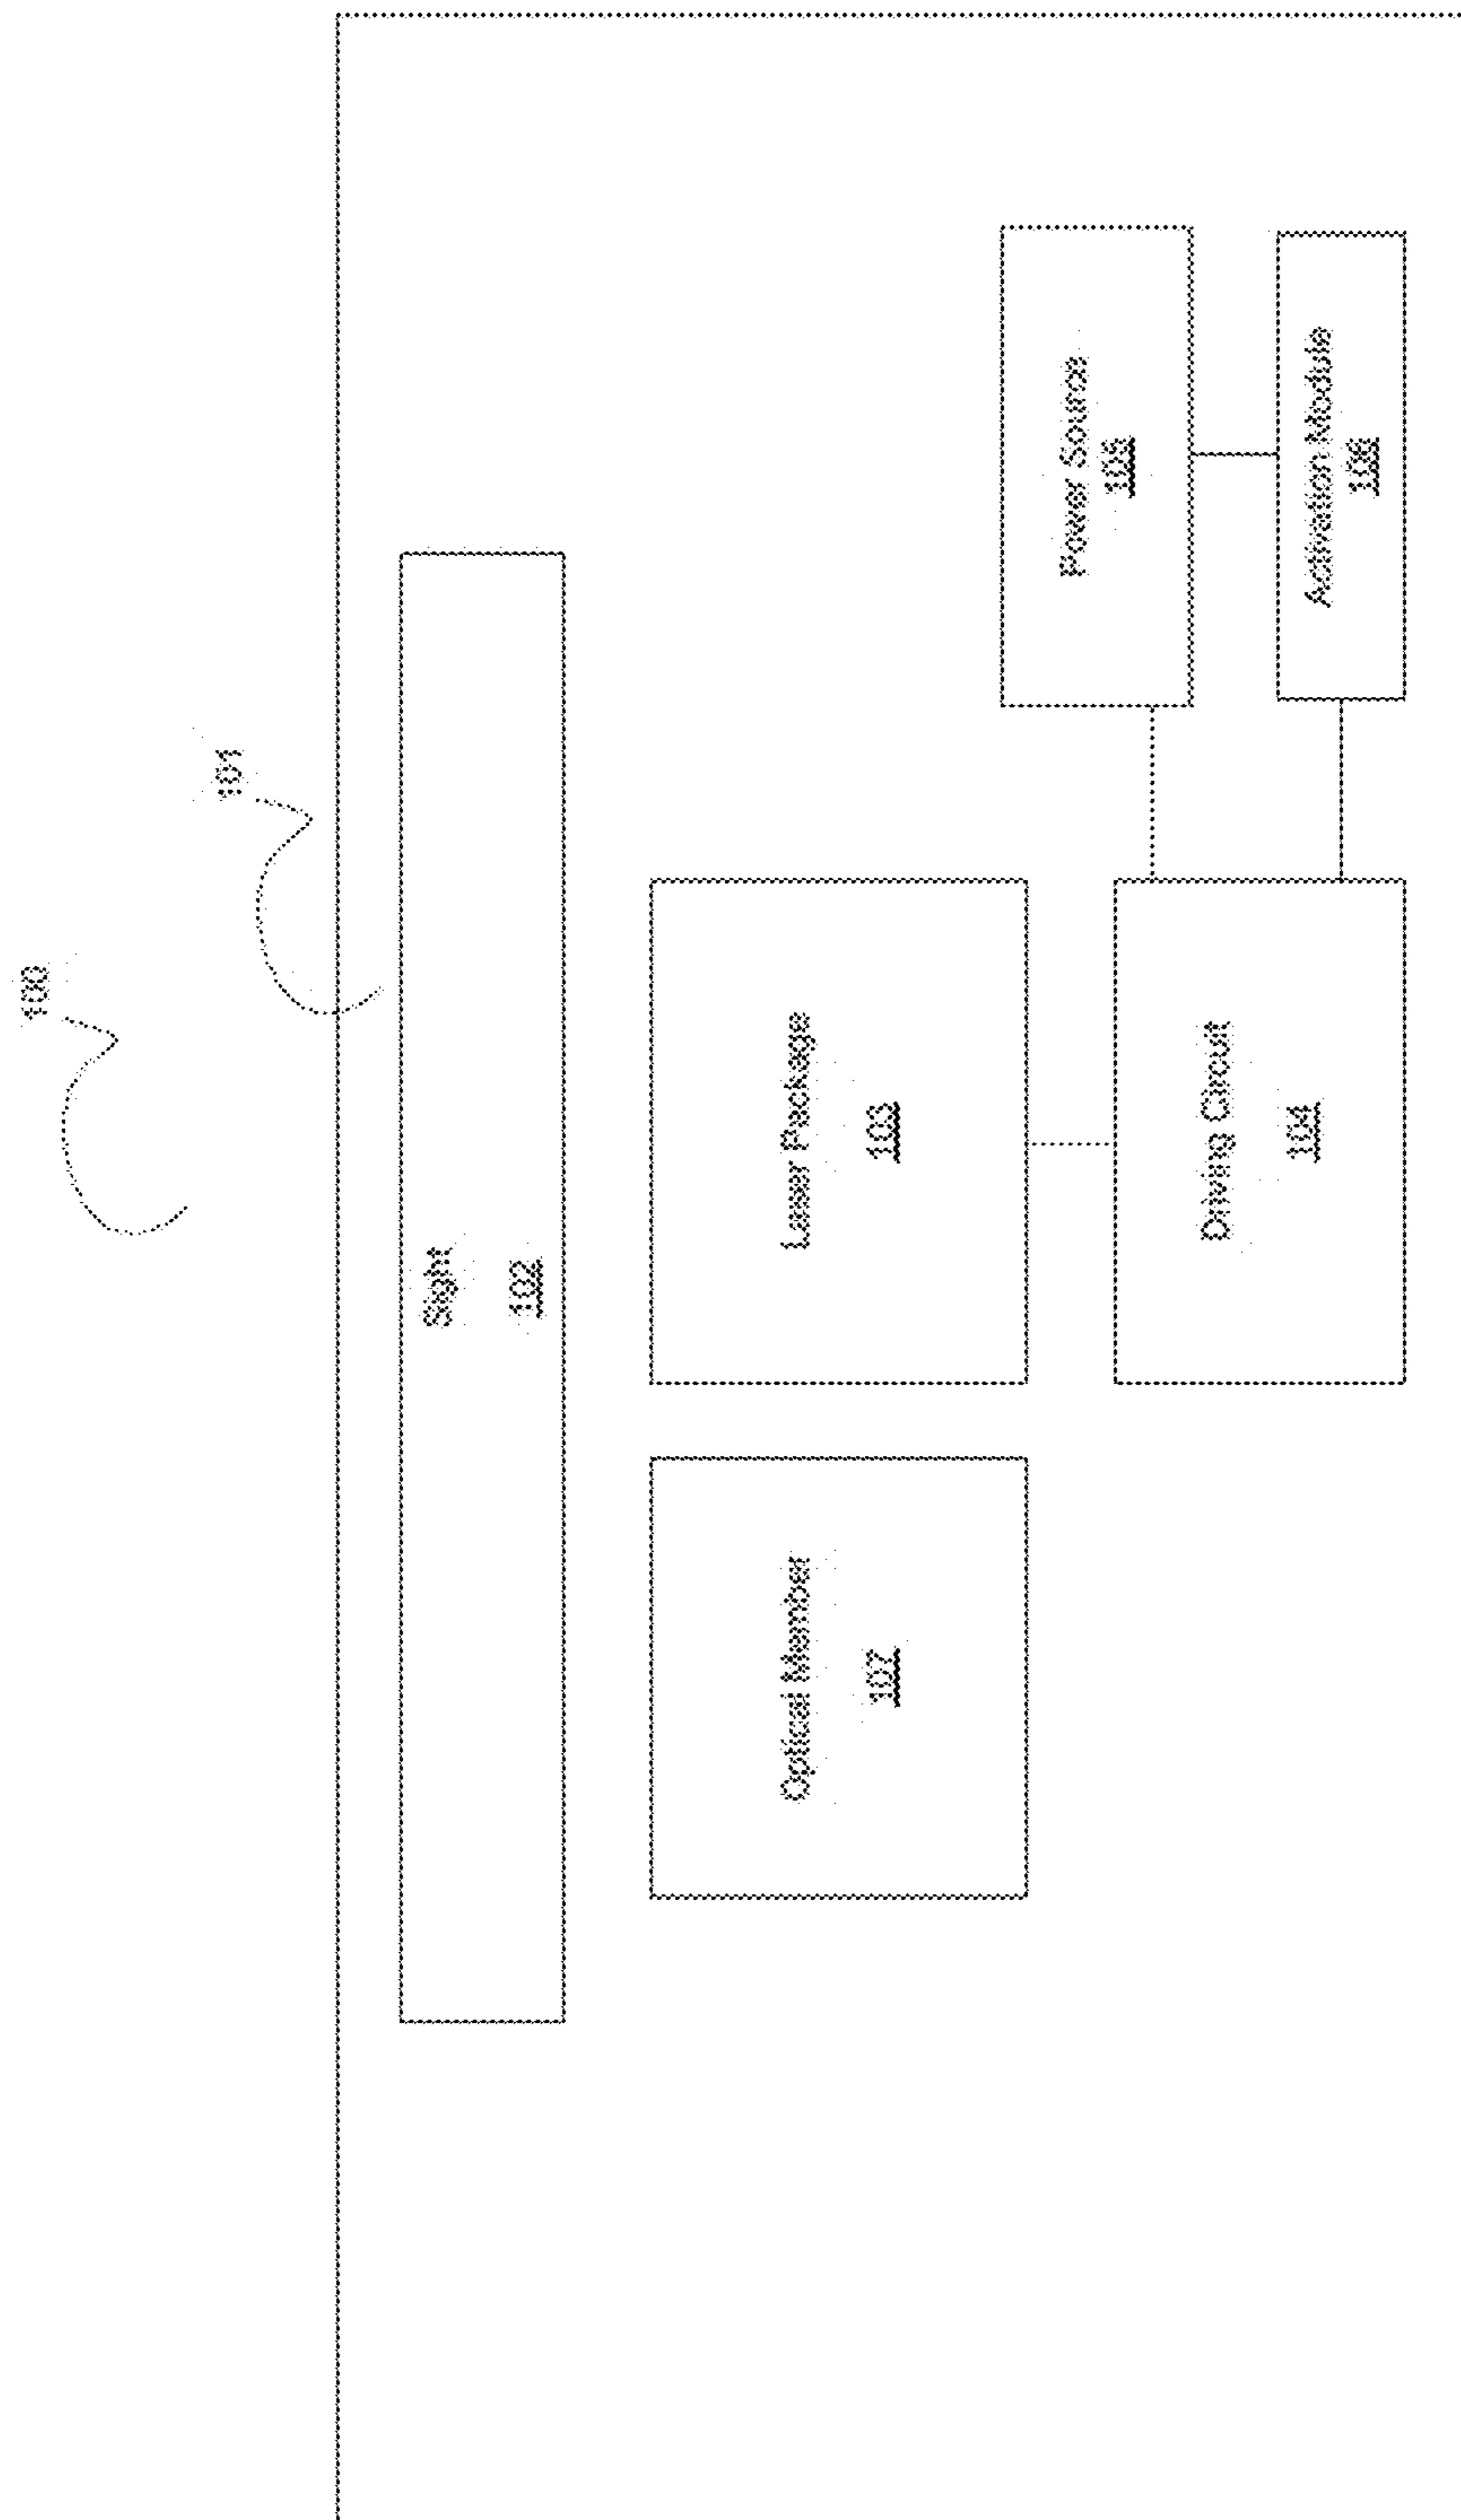 100
101
Sight
102
Optical Member
107
Laser Package
103
Power Source
105
Driving Circuit
104
Activation Module
106